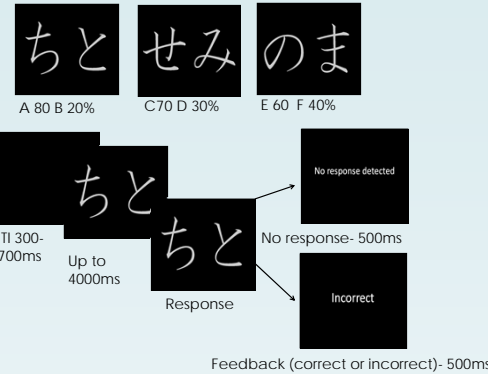 ちと
せみ
のま
A 80 B 20%
C70 D 30%
E 60 F 40%
ちと
ちと
No response detected
TI 300-
700ms
Up to
4000ms
Response
No response- 500ms
Incorrect
Feedback (correct or incorrect)- 500ms